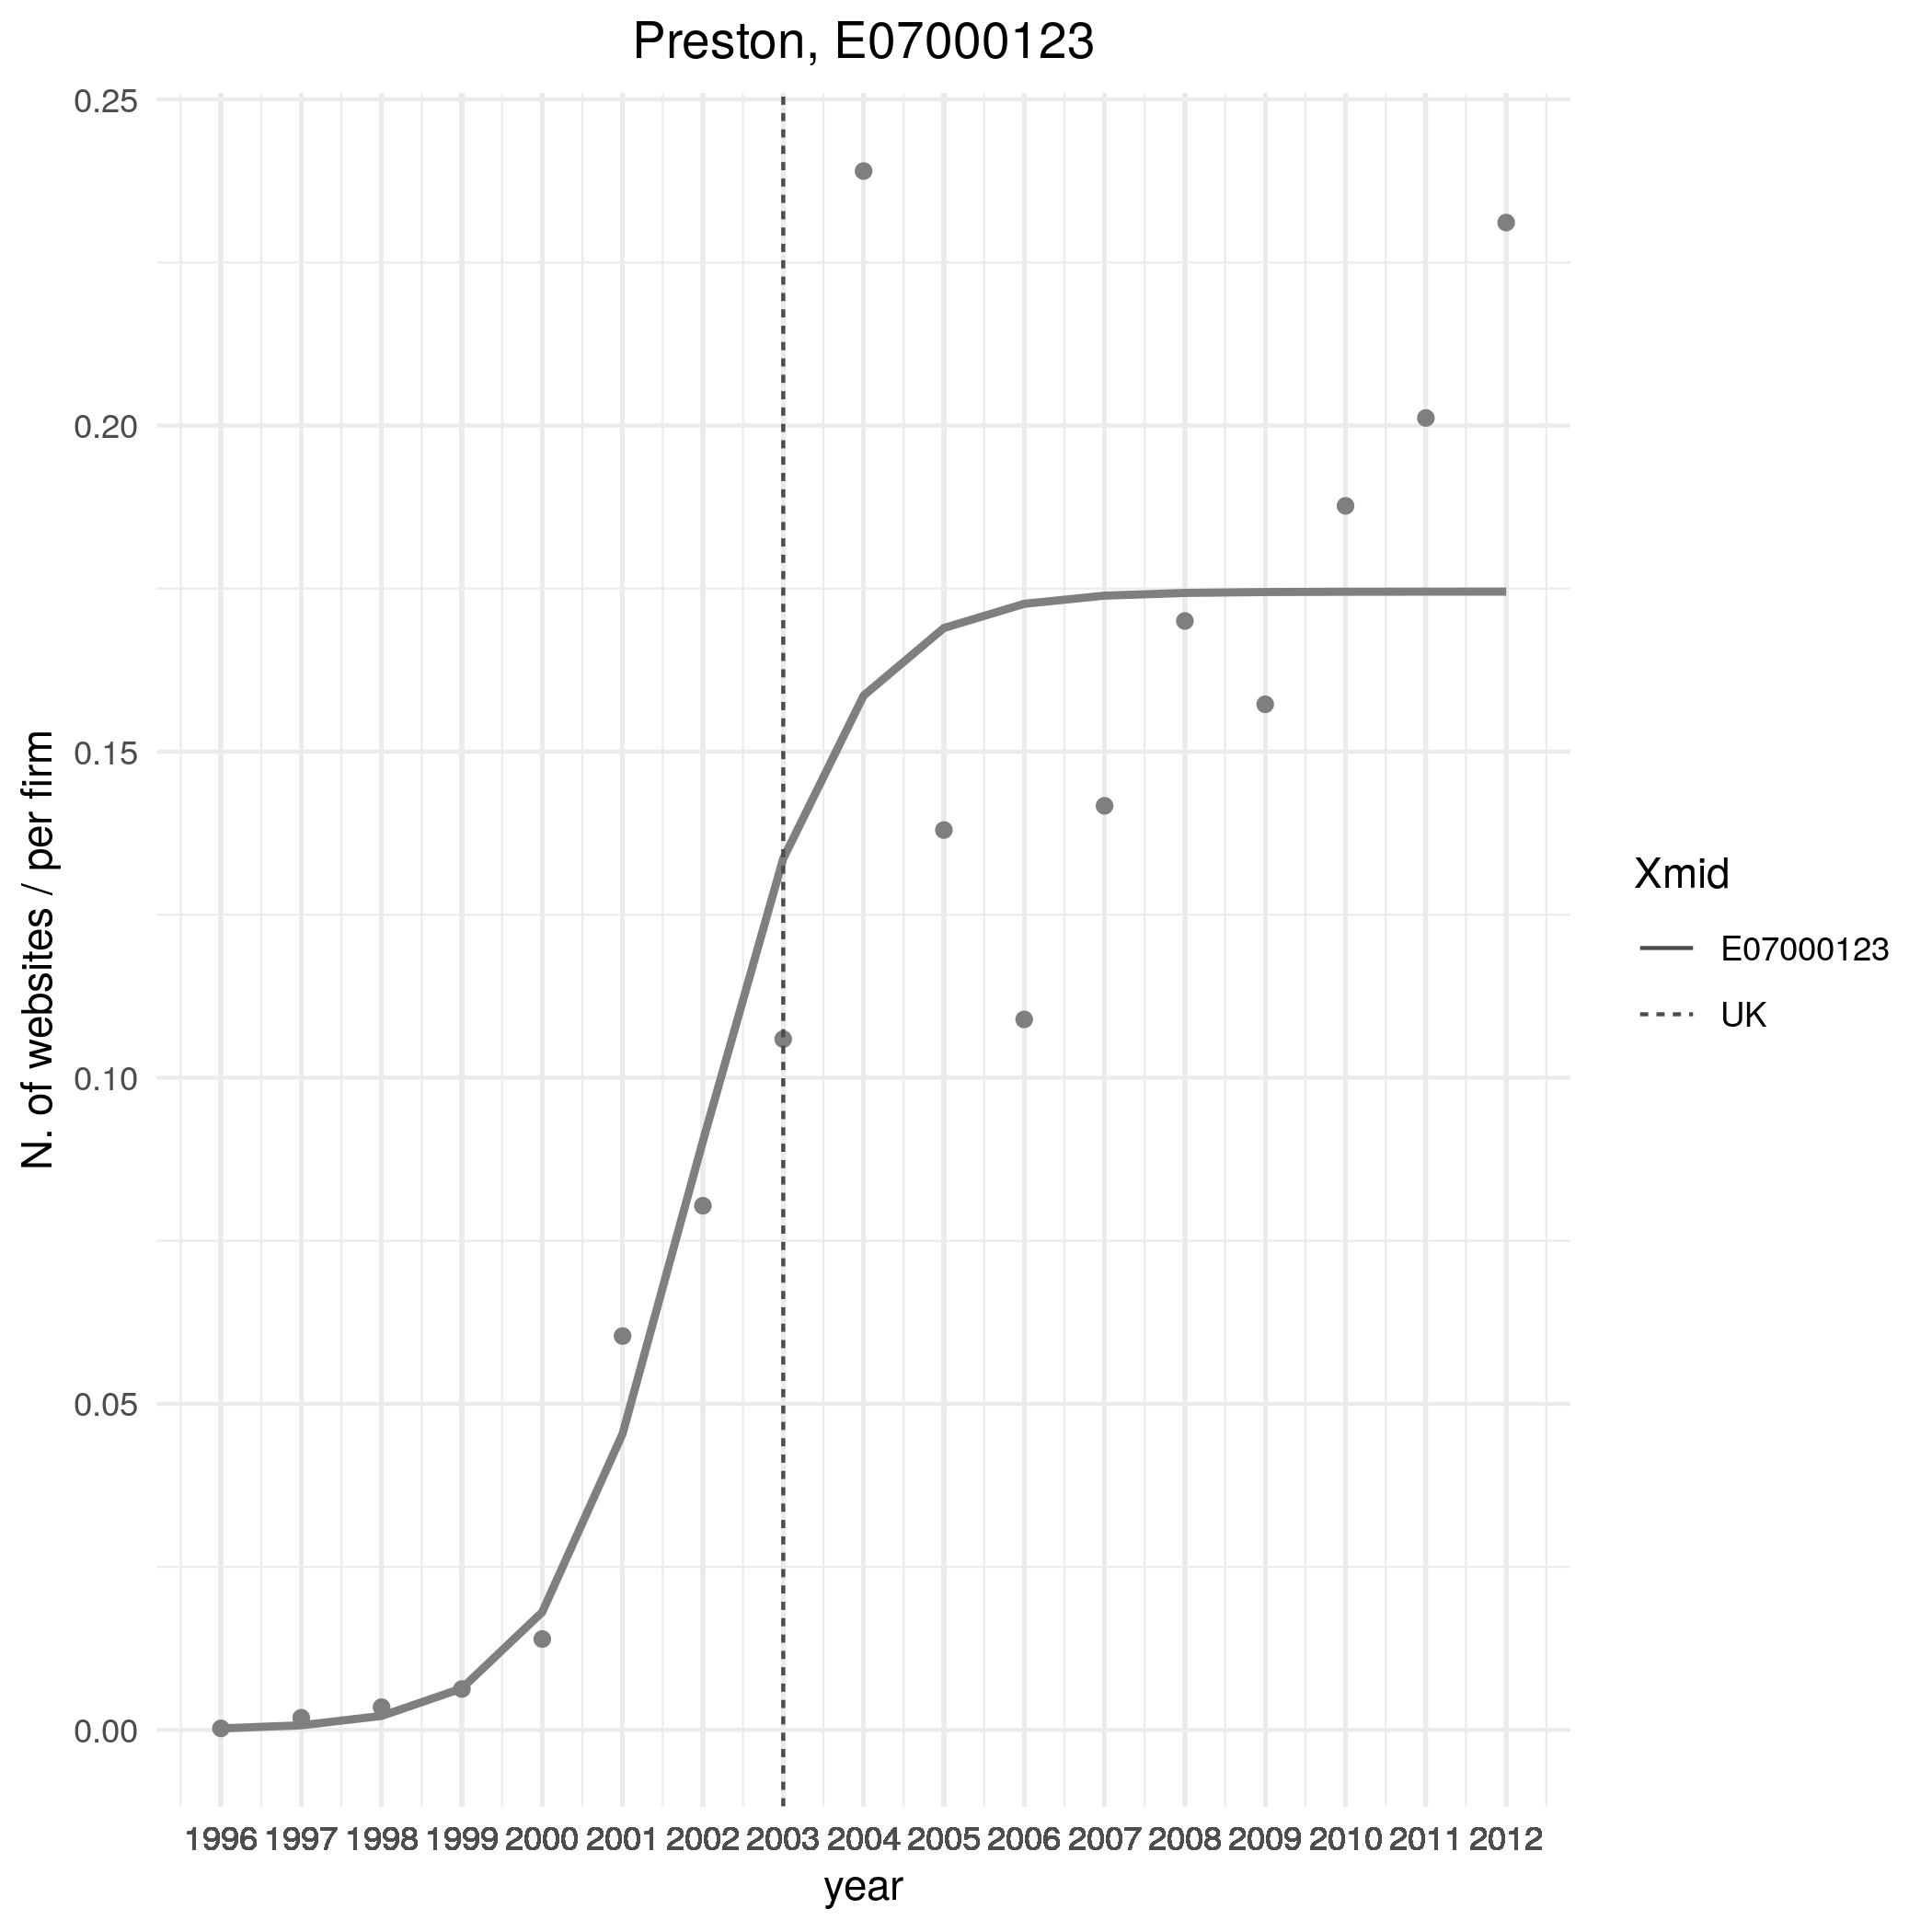 Preston, E07000123
0.25
0.20
0.15
0.10
0.05
0.00
N. of websites / per firm
1996 1997 1998 1999 2000 2001 2002 2003 2004 2005 2006 2007 2008 2009 2010 2011 2012
year
Xmid
E07000123
UK